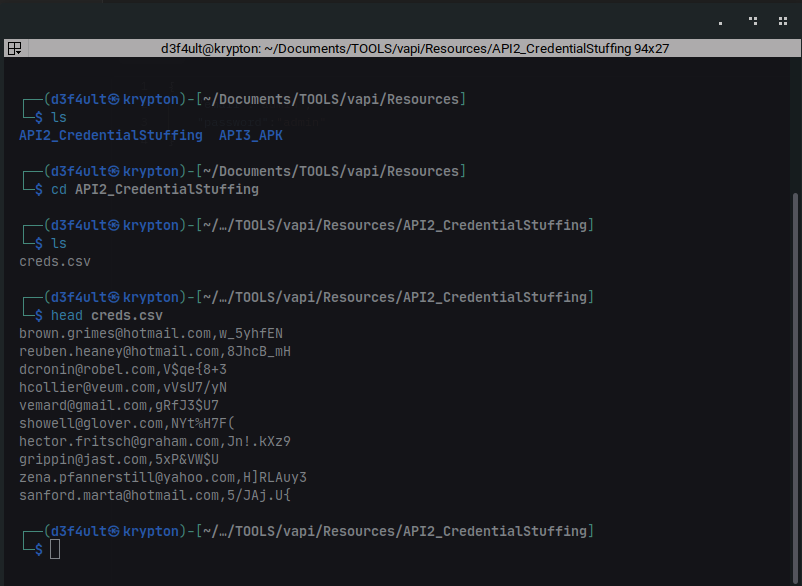 d3f4ult@krypton: ~/Documents/TOOLS/vapi/Resources/API2_CredentialStuffing 94x27
┌──(d3f4ult㉿krypton)-[~/Documents/TOOLS/vapi/Resources]
└─$ ls
API2_CredentialStuffing  API3_APK
┌──(d3f4ult㉿krypton)-[~/Documents/TOOLS/vapi/Resources]
└─$ cd API2_CredentialStuffing
┌──(d3f4ult㉿krypton)-[~/…/TOOLS/vapi/Resources/API2_CredentialStuffing]
└─$ ls
creds.csv
┌──(d3f4ult㉿krypton)-[~/…/TOOLS/vapi/Resources/API2_CredentialStuffing]
└─$ head creds.csv
brown.grimes@hotmail.com,w_5yhfEN
reuben.heaney@hotmail.com,8JhcB_mH
dcronin@robel.com,V$qe{8+3
hcollier@veum.com,vVsU7/yN
vemard@gmail.com,gRfJ3$U7
showell@glover.com,NYt%H7F(
hector.fritsch@graham.com,Jn!.kXz9
grippin@jast.com,5xP&VW$U
zena.pfannerstill@yahoo.com,H]RLAuy3
sanford.marta@hotmail.com,5/JAj.U{
┌──(d3f4ult㉿krypton)-[~/…/TOOLS/vapi/Resources/API2_CredentialStuffing]
└─$